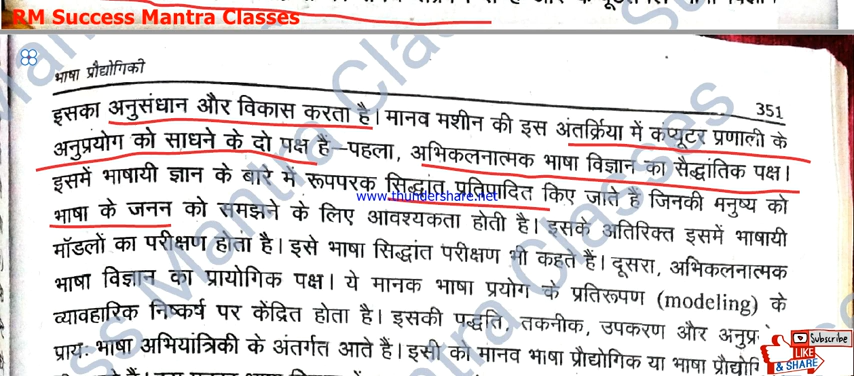 RM Success Mantra Classes
भाषा प्रौद्योगिकी
351
इसका अनुसंधान और विकास करता है। मानव मशीन की इस अंतर्क्रिया में कंप्यूटर प्रणाली के
अनुप्रयोग को साधने के दो पक्ष हैं—पहला, अभिकलनात्मक भाषा विज्ञान का सैद्धांतिक पक्ष।
इसमें भाषायी ज्ञान के बारे में रूपपरक सिद्धांत प्रतिपादित किए जाते हैं जिनकी मनुष्य को
www.thundershare.net
भाषा के जनन को समझने के लिए आवश्यकता होती है। इसके अतिरिक्त इसमें भाषायी
मॉडलों का परीक्षण होता है। इसे भाषा सिद्धांत परीक्षण भी कहते हैं। दूसरा, अभिकलनात्मक
भाषा विज्ञान का प्रायोगिक पक्ष। ये मानक भाषा प्रयोग के प्रतिरूपण (modeling) के
व्यावहारिक निष्कर्ष पर केंद्रित होता है। इसकी पद्धति, तकनीक, उपकरण और
प्राय: भाषा अभियांत्रिकी के अंतर्गत आते हैं। इसी को मानव भाषा प्रौद्योगिक या भाषा
Subscribe
LIKE
& SHARE